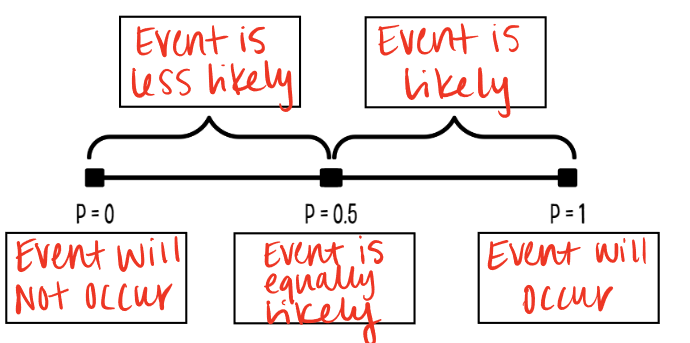 Event is
less likely
Event is
likely
P = 0
P = 0.5
P = 1
Event will
Not occur
Event is
equally
likely
Event will
occur